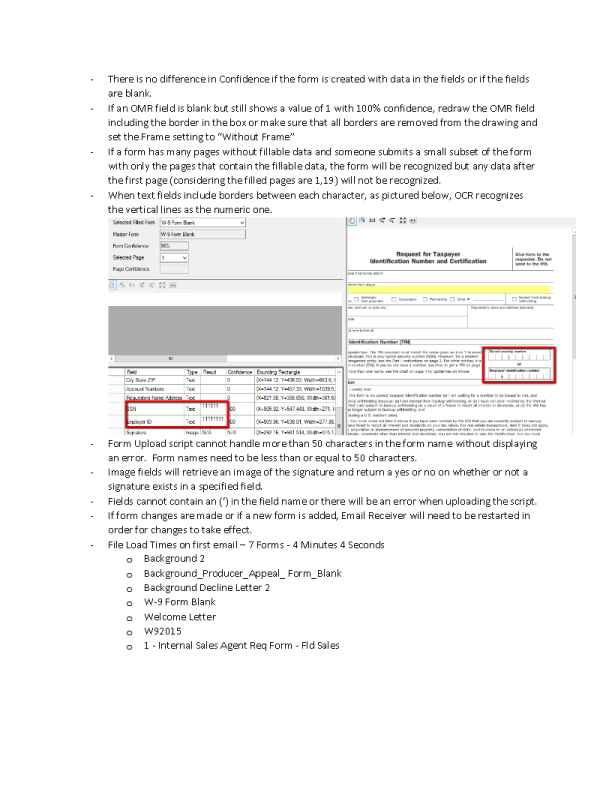 - There is no difference in Confidence if the form is created with data in the fields or if the fields
are blank.
- If an OMR field is blank but still shows a value of 1 with 100% confidence, redraw the OMR field
including the border in the box or make sure that all borders are removed from the drawing and
set the Frame setting to “Without Frame”
- If a form has many pages without fillable data and someone submits a small subset of the form
with only the pages that contain the fillable data, the form will be recognized but any data after
the first page (considering the filled pages are 1,19) will not be recognized.
- When text fields include borders between each character, as pictured below, OCR recognizes
the vertical lines as the numeric one.
Selected Filled Form W-9 Form Blank
Master Form W-9 Form Blank
Form Confidence 98%
Selected Page 1
Page Confidence
Request for Taxpayer
Identification Number and Certification
Give form to the
requester. Do not
send to the IRS.
Corporation Partnership Other
Identification Number (TIN)
Social security number
or
Employer identification number
Field Type Result Confidence Bounding Rectangle
City State ZIP Text 0
Account Numbers Text 0
Requestors Name Address Text 0
SSN Text 111111
Employer ID Text 11111111
Signature Image N/A N/A
- Form Upload script cannot handle more than 50 characters in the form name without displaying
an error. Form names need to be less than or equal to 50 characters.
- Image fields will retrieve an image of the signature and return a yes or no on whether or not a
signature exists in a specified field.
- Fields cannot contain an (‘) in the field name or there will be an error when uploading the script.
- If form changes are made or if a new form is added, Email Receiver will need to be restarted in
order for changes to take effect.
- File Load Times on first email – 7 Forms - 4 Minutes 4 Seconds
o Background 2
o Background_Producer_Appeal_ Form_Blank
o Background Decline Letter 2
o W-9 Form Blank
o Welcome Letter
o W92015
o 1 - Internal Sales Agent Req Form - Fld Sales